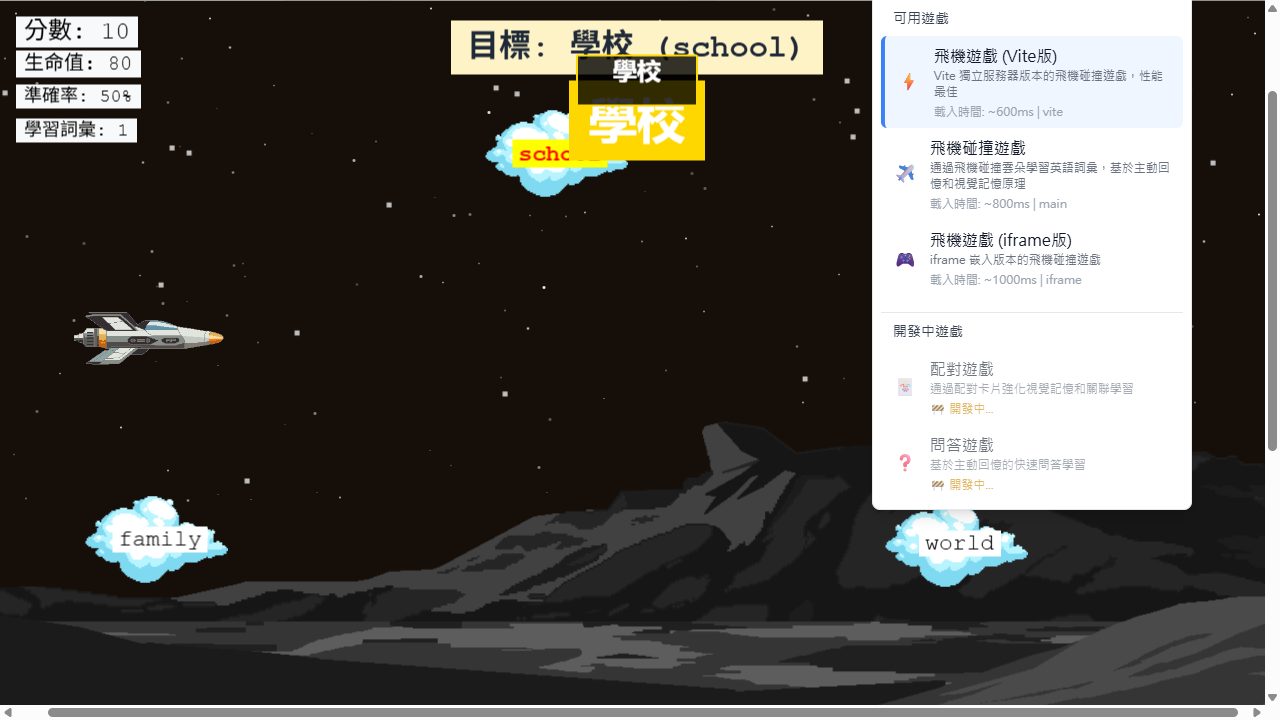 分數: 10
生命值: 80
準確率: 50%
學習詞彙: 1
目標: 學校 (school)
學校
學校
school
family
world
可用遊戲
飛機遊戲 (Vite版)
Vite 獨立服務器版本的飛機碰撞遊戲，性能
最佳
載入時間: ~600ms | vite
飛機碰撞遊戲
通過飛機碰撞雲朵學習英語詞彙，基於主動回
憶和視覺記憶原理
載入時間: ~800ms | main
飛機遊戲 (iframe版)
iframe 嵌入版本的飛機碰撞遊戲
載入時間: ~1000ms | iframe
開發中遊戲
配對遊戲
通過配對卡片強化視覺記憶和關聯學習
開發中...
問答遊戲
基於主動回憶的快速問答學習
開發中...